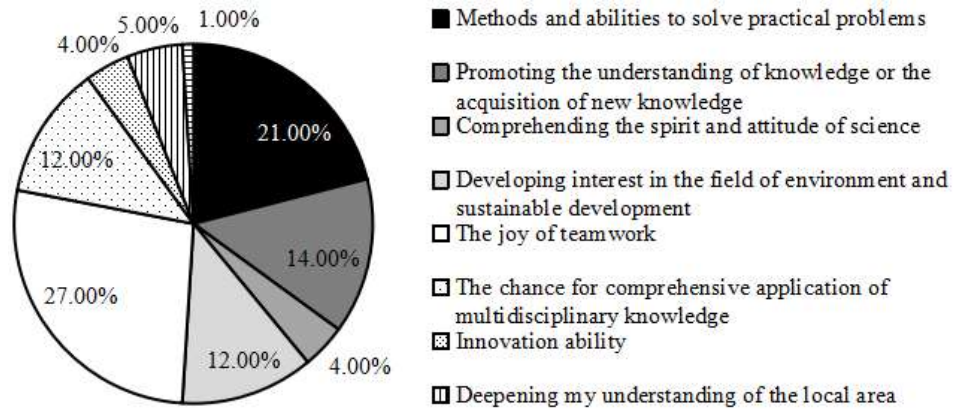 1.00%
5.00%
4.00%
21.00%
12.00%
14.00%
27.00%
12.00%
4.00%
Methods and abilities to solve practical problems
Promoting the understanding of knowledge or the
acquisition of new knowledge
Comprehending the spirit and attitude of science
Developing interest in the field of environment and
sustainable development
The joy of teamwork
The chance for comprehensive application of
multidisciplinary knowledge
Innovation ability
Deepening my understanding of the local area